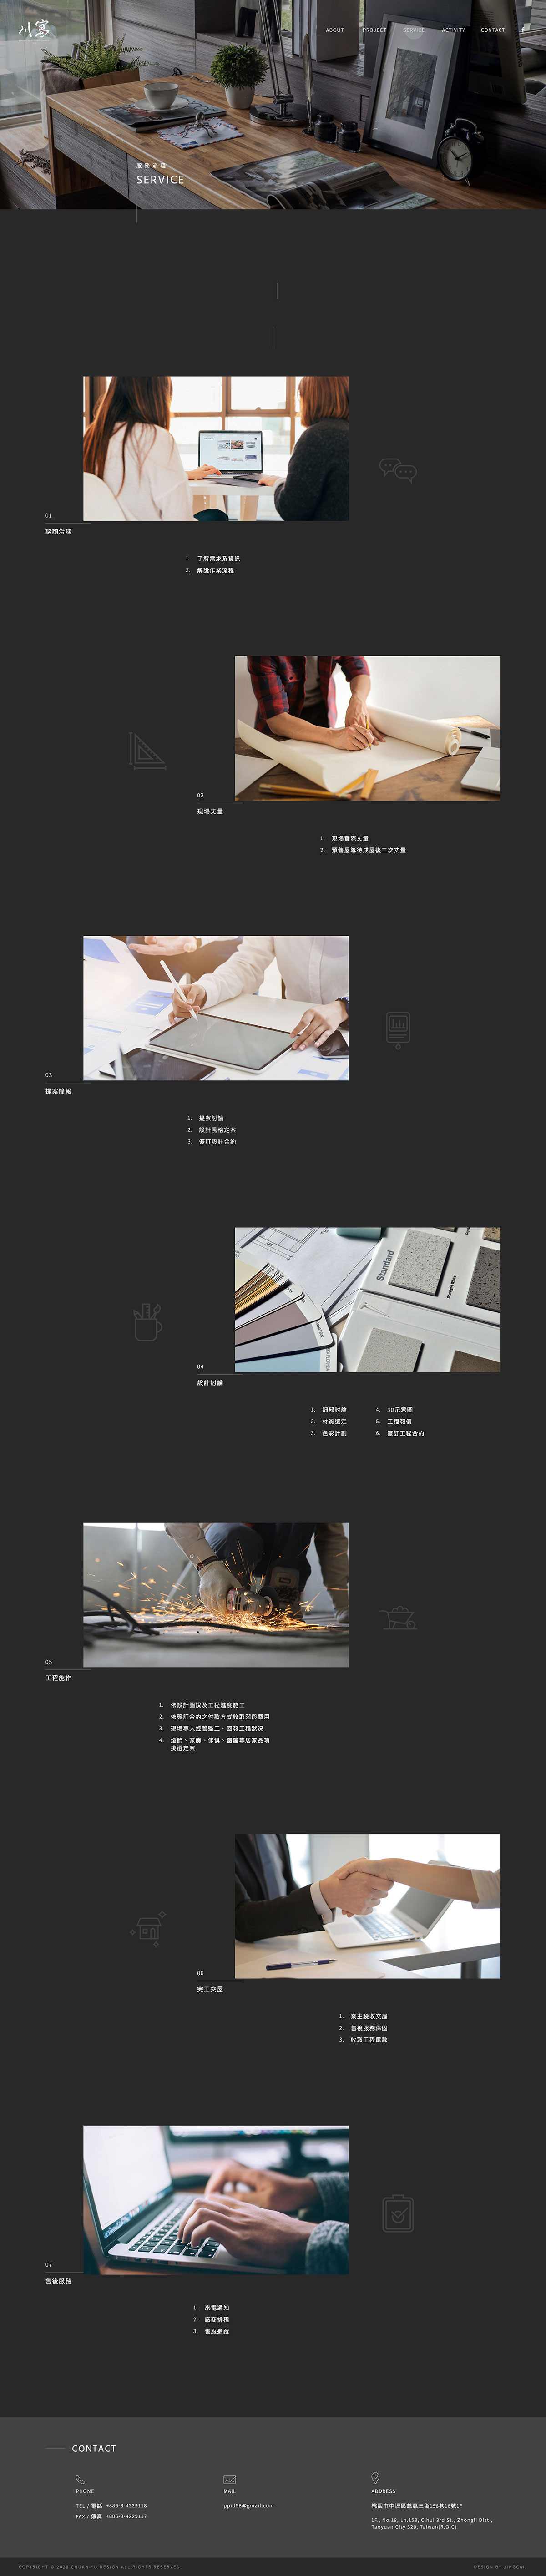 川宴
ABOUT PROJECT SERVICE ACTIVITY CONTACT
服務流程
SERVICE
01
諮詢洽談
1. 了解需求及資訊
2. 解說作業流程
02
現場丈量
1. 現場實際丈量
2. 預售屋等待成屋後二次丈量
03
提案簡報
1. 提案討論
2. 設計風格定案
3. 簽訂設計合約
Standard
04
設計討論
1. 細部討論
2. 材質選定
3. 色彩計劃
4. 3D示意圖
5. 工程報價
6. 簽訂工程合約
05
工程施作
1. 依設計圖說及工程進度施工
2. 依簽訂合約之付款方式收取階段費用
3. 現場專人控管監工、回報工程狀況
4. 燈飾、家飾、傢俱、窗簾等居家品項
挑選定案
06
完工交屋
1. 業主驗收交屋
2. 售後服務保固
3. 收取工程尾款
07
售後服務
1. 來電通知
2. 廠商排程
3. 售服追蹤
CONTACT
PHONE
TEL / 電話 +886-3-4229118
FAX / 傳真 +886-3-4229117
MAIL
ppid58@gmail.com
ADDRESS
桃園市中壢區慈惠三街158巷18號1F
1F., No.18, Ln.158, Cihui 3rd St., Zhongli Dist.,
Taoyuan City 320, Taiwan(R.O.C)
COPYRIGHT © 2020 CHUAN-YU DESIGN ALL RIGHTS RESERVED.
DESIGN BY JINGCAI.